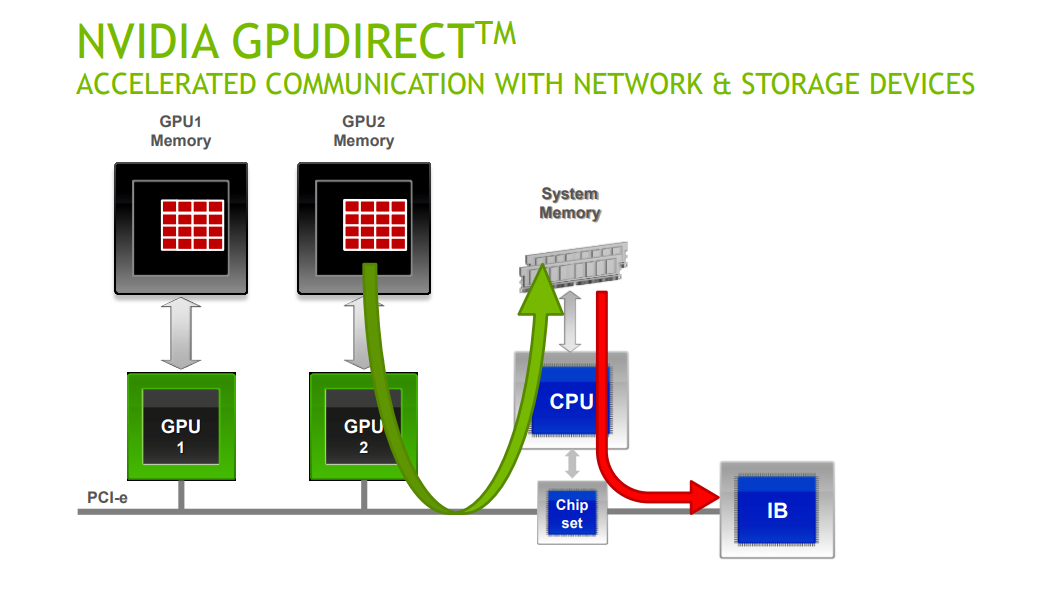 NVIDIA GPUDIRECT™
ACCELERATED COMMUNICATION WITH NETWORK & STORAGE DEVICES
GPU1
Memory
GPU2
Memory
System
Memory
GPU
1
GPU
2
CPU
PCI-e
Chip
set
IB